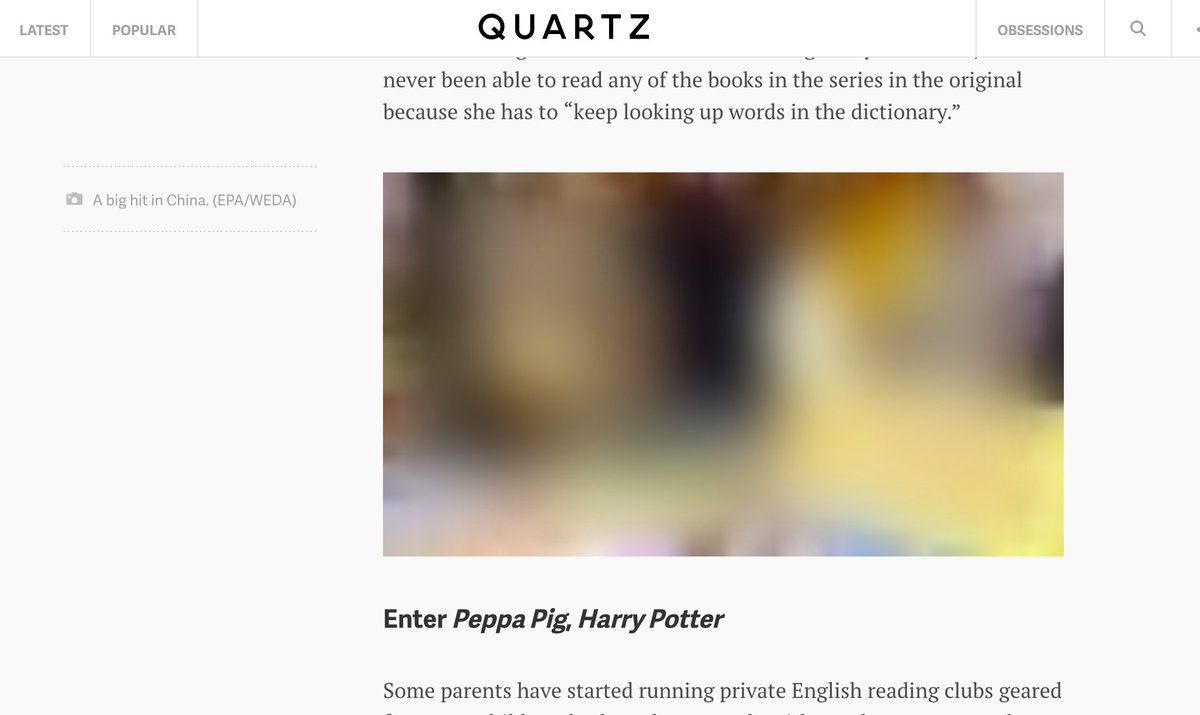 LATEST
POPULAR
QUARTZ
OBSESSIONS
never been able to read any of the books in the series in the original
because she has to “keep looking up words in the dictionary.”
A big hit in China. (EPA/WEDA)
Enter Peppa Pig, Harry Potter
Some parents have started running private English reading clubs geared